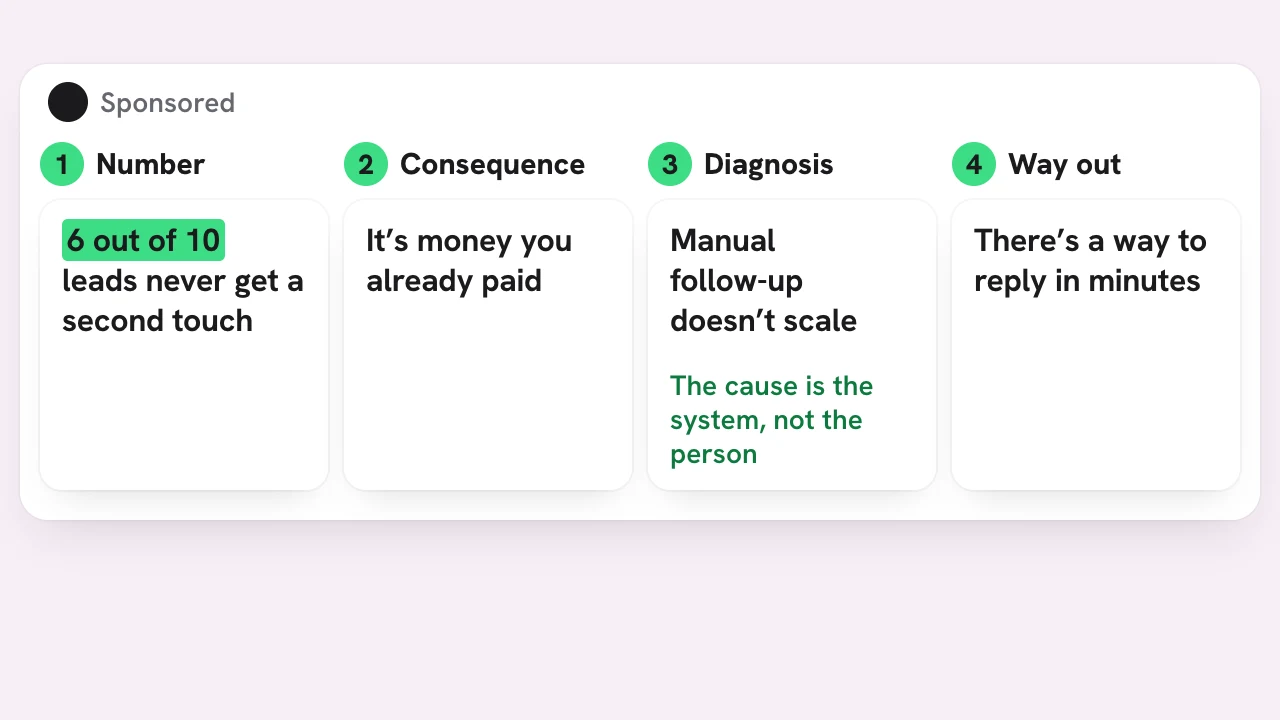 Sponsored
1 Number
6 out of 10
leads never get a
second touch
2 Consequence
It’s money you
already paid
3 Diagnosis
Manual
follow-up
doesn’t scale
The cause is the
system, not the
person
4 Way out
There’s a way to
reply in minutes